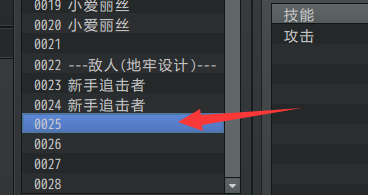 0019 小爱丽丝
0020 小爱丽丝
0021
0022 ---敌人(地牢设计)---
0023 新手追击者
0024 新手追击者
0025
0026
0027
0028
技能
攻击